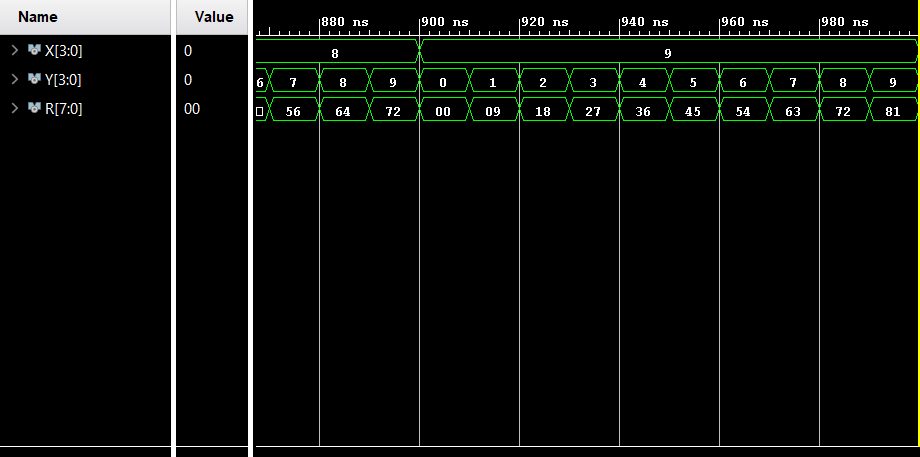 Name Value
880 ns 900 ns 920 ns 940 ns 960 ns 980 ns
X[3:0] 0 8 9
Y[3:0] 0 6 7 8 9 0 1 2 3 4 5 6 7 8 9
R[7:0] 00 56 64 72 00 09 18 27 36 45 54 63 72 81